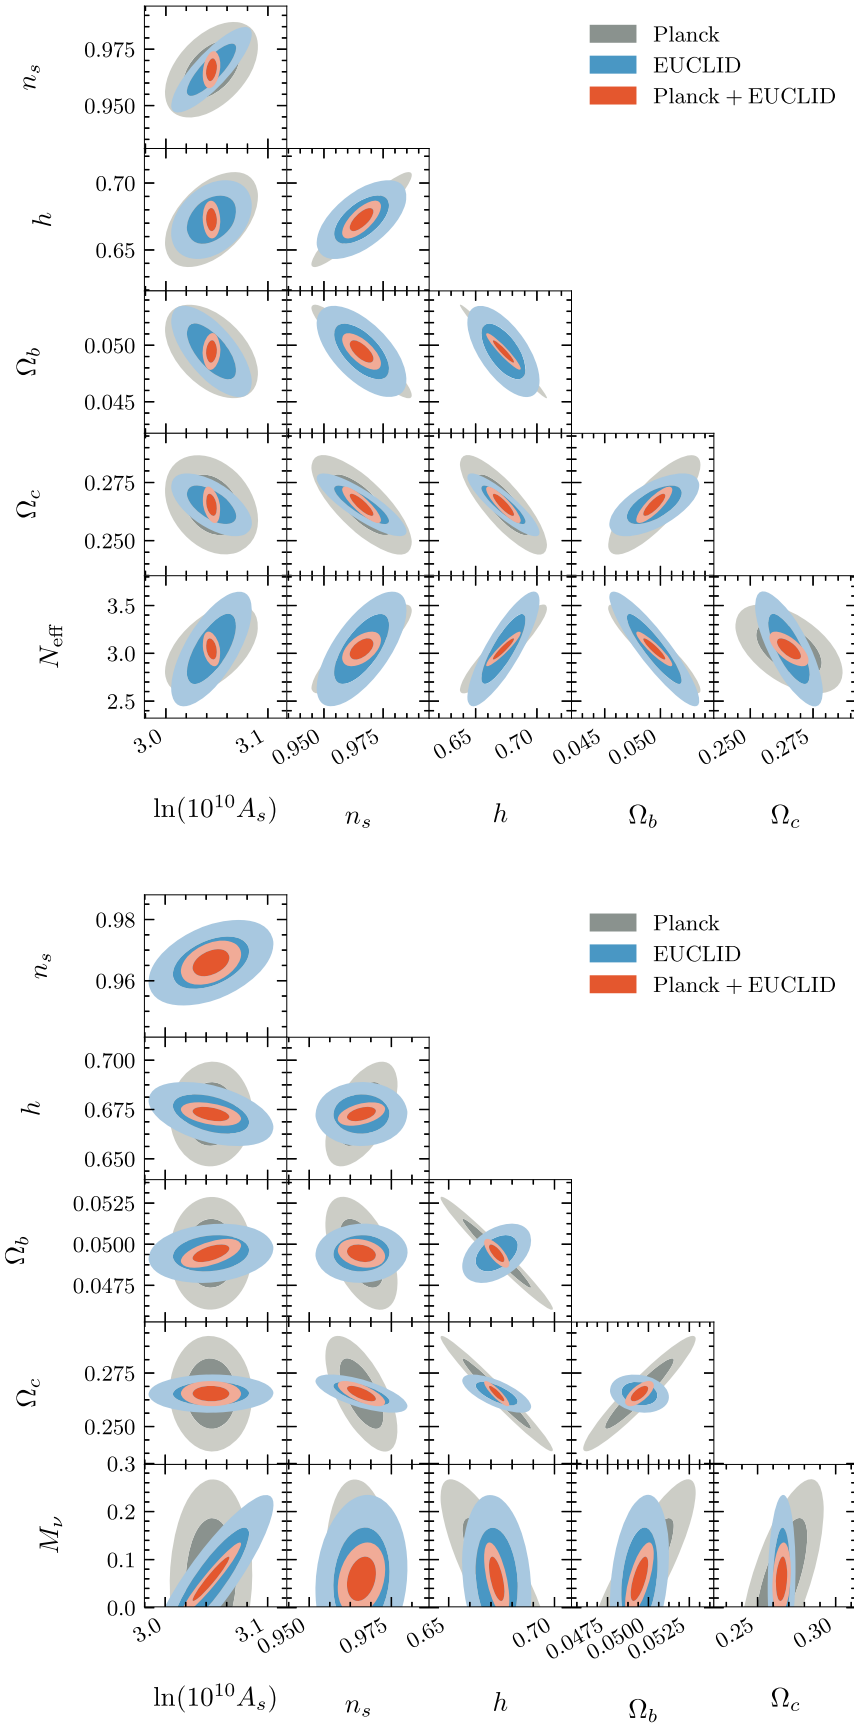 Planck
EUCLID
Planck + EUCLID
0.975
0.950
n_s
0.70
0.65
h
0.050
0.045
Ω_b
0.275
0.250
Ω_c
3.5
3.0
2.5
N_eff
3.0 3.1 0.950 0.975 0.65 0.70 0.045 0.050 0.250 0.275
ln(10^10 A_s) n_s h Ω_b Ω_c
Planck
EUCLID
Planck + EUCLID
0.98
0.96
n_s
0.700
0.675
0.650
h
0.0525
0.0500
0.0475
Ω_b
0.275
0.250
Ω_c
0.3
0.2
0.1
0.0
M_ν
3.0 3.1 0.950 0.975 0.65 0.70 0.0475 0.0500 0.0525 0.25 0.30
ln(10^10 A_s) n_s h Ω_b Ω_c